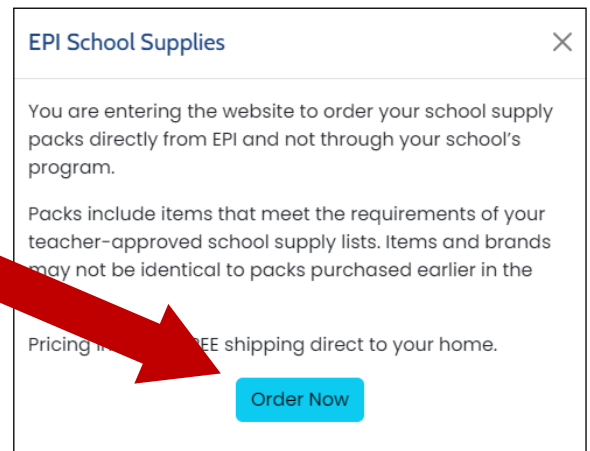 EPI School Supplies
You are entering the website to order your school supply
packs directly from EPI and not through your school's
program.
Packs include items that meet the requirements of your
teacher-approved school supply lists. Items and brands
may not be identical to packs purchased earlier in the
Pricing shipping direct to your home.
Order Now